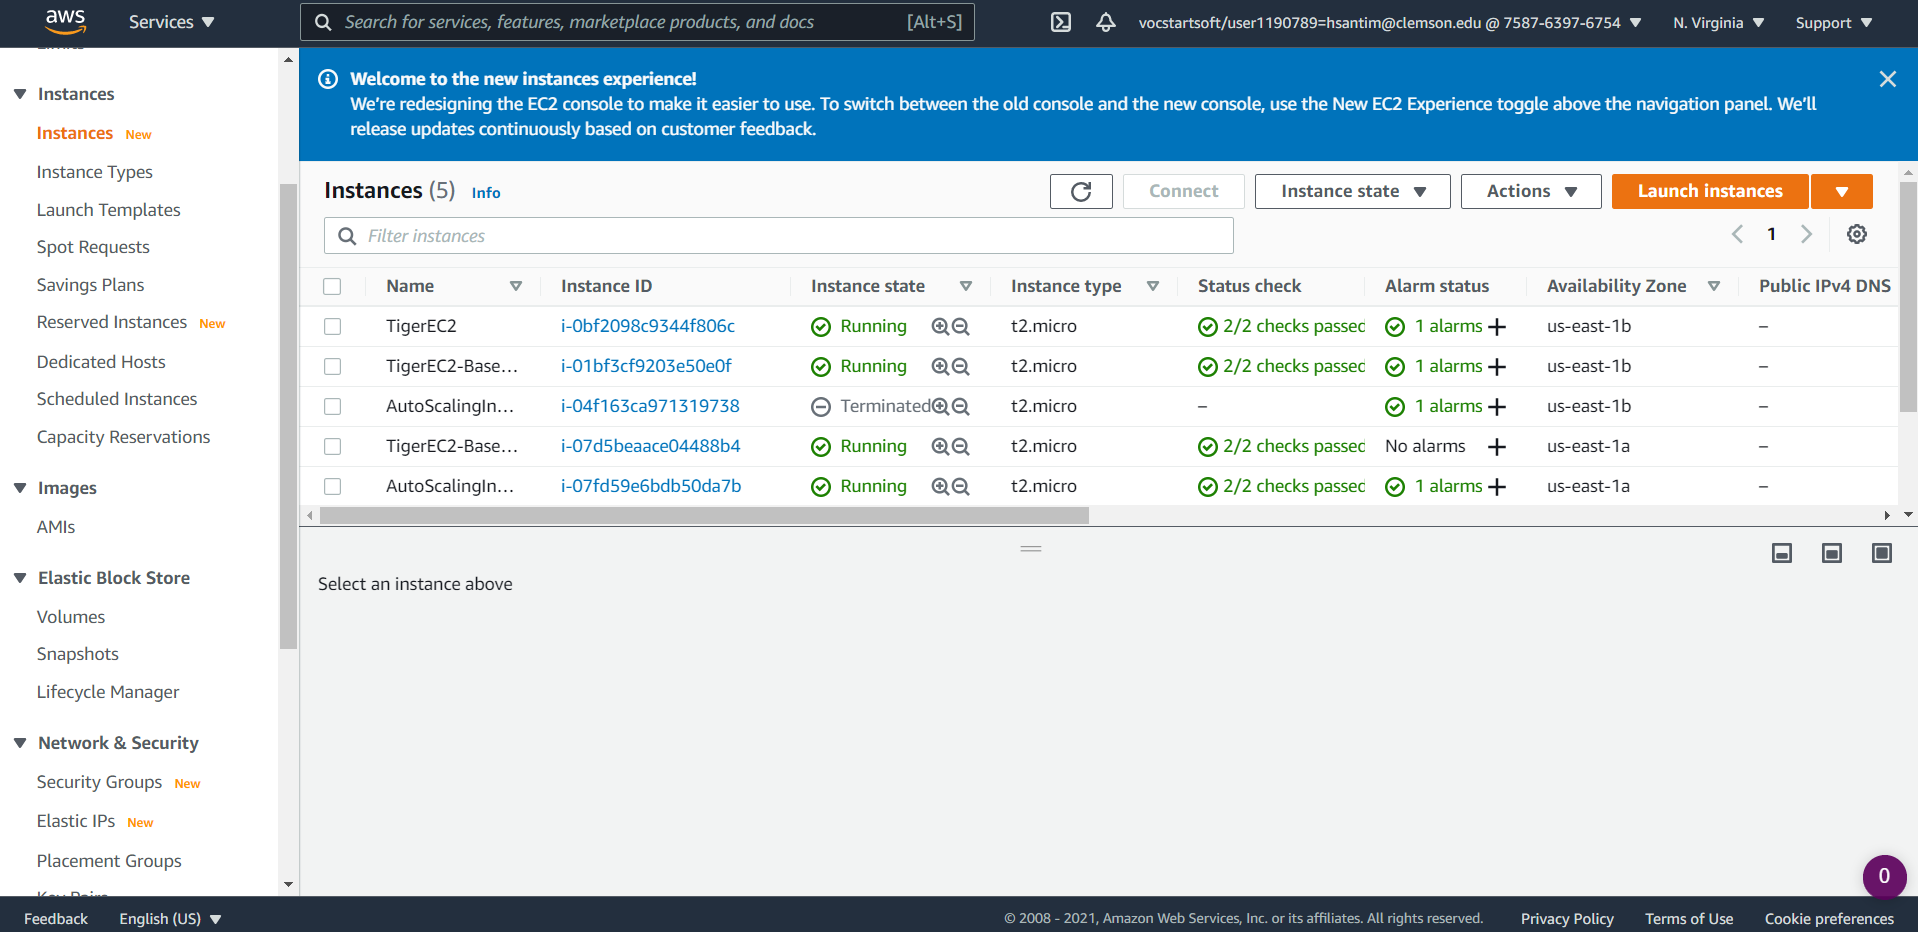 aws
Services
Search for services, features, marketplace products, and docs [Alt+S]
vocstartsoft/user1190789=hsantim@clemson.edu @ 7587-6397-6754
N. Virginia
Support
Limits
Instances
Instances New
Instance Types
Launch Templates
Spot Requests
Savings Plans
Reserved Instances New
Dedicated Hosts
Scheduled Instances
Capacity Reservations
Images
AMIs
Elastic Block Store
Volumes
Snapshots
Lifecycle Manager
Network & Security
Security Groups New
Elastic IPs New
Placement Groups
Key Pairs
Welcome to the new instances experience!
We're redesigning the EC2 console to make it easier to use. To switch between the old console and the new console, use the New EC2 Experience toggle above the navigation panel. We'll
release updates continuously based on customer feedback.
Instances (5) Info
Connect
Instance state
Actions
Launch instances
Filter instances
1
Name Instance ID Instance state Instance type Status check Alarm status Availability Zone Public IPv4 DNS
TigerEC2 i-0bf2098c9344f806c Running t2.micro 2/2 checks passed 1 alarms + us-east-1b –
TigerEC2-Base... i-01bf3cf9203e50e0f Running t2.micro 2/2 checks passed 1 alarms + us-east-1b –
AutoScalingIn... i-04f163ca971319738 Terminated t2.micro – 1 alarms + us-east-1b –
TigerEC2-Base... i-07d5beaace04488b4 Running t2.micro 2/2 checks passed No alarms + us-east-1a –
AutoScalingIn... i-07fd59e6bdb50da7b Running t2.micro 2/2 checks passed 1 alarms + us-east-1a –
Select an instance above
0
Feedback
English (US)
© 2008 - 2021, Amazon Web Services, Inc. or its affiliates. All rights reserved.
Privacy Policy
Terms of Use
Cookie preferences